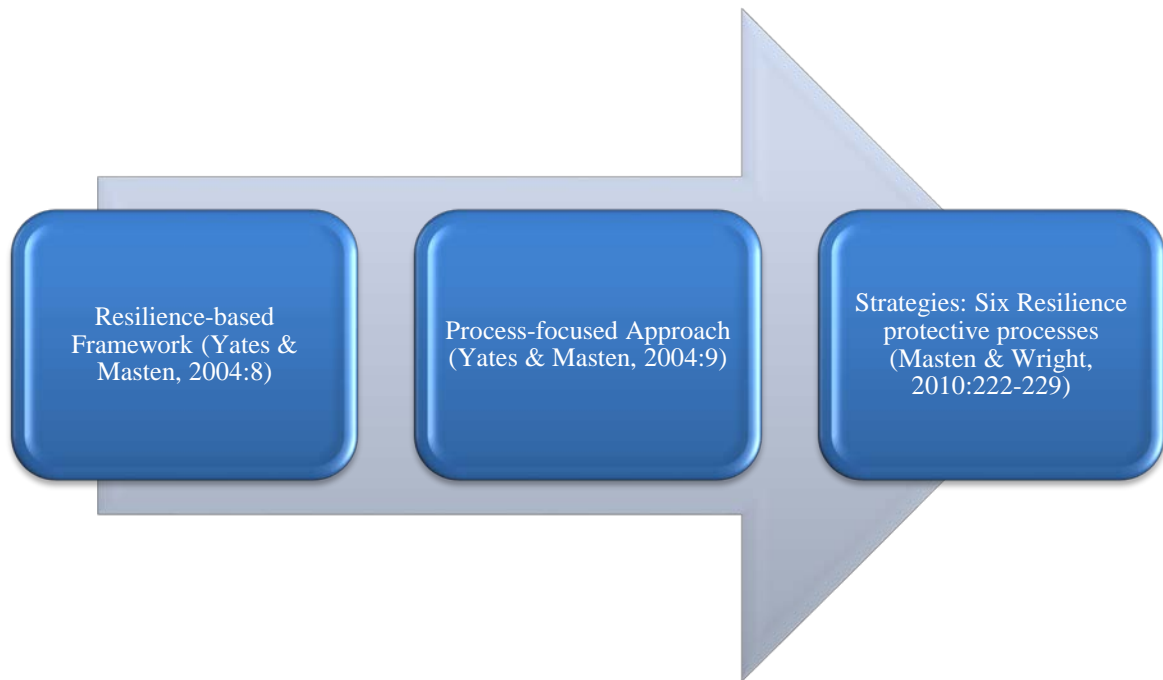 Resilience-based
Framework (Yates &
Masten, 2004:8)
Process-focused Approach
(Yates & Masten, 2004:9)
Strategies: Six Resilience
protective processes
(Masten & Wright,
2010:222-229)